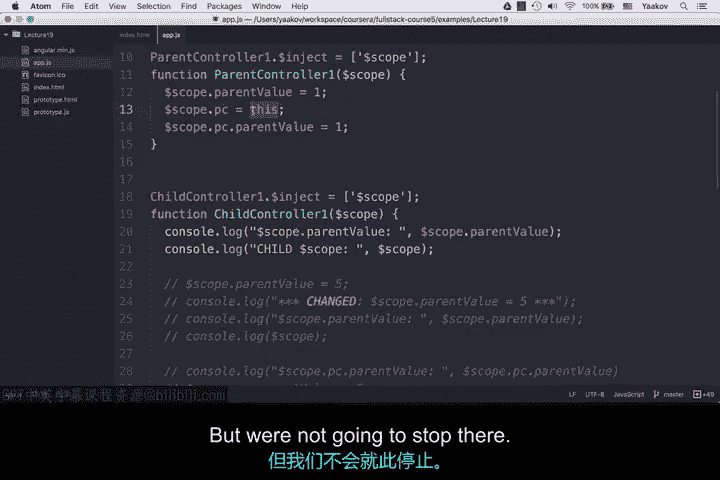 Atom File Edit View Selection Find Packages Window Help 100% Yaakov
app.js — /Users/yaakov/workspace/coursera/fullstack-course5/examples/Lecture19
Lecture19
angular.min.js
app.js
favicon.ico
index.html
prototype.html
prototype.js
index.html app.js
10 ParentController1.$inject = ['$scope'];
11 function ParentController1($scope) {
12 $scope.parentValue = 1;
13 $scope.pc = this;
14 $scope.pc.parentValue = 1;
15 }
16
17
18 ChildController1.$inject = ['$scope'];
19 function ChildController1($scope) {
20 console.log("$scope.parentValue: ", $scope.parentValue);
21 console.log("CHILD $scope: ", $scope);
22
23 // $scope.parentValue = 5;
24 // console.log("*** CHANGED: $scope.parentValue = 5 ***");
25 // console.log("$scope.parentValue: ", $scope.parentValue);
26 // console.log($scope);
27
28 // console.log("$scope.pc.parentValue: ", $scope.pc.parentValue)
LF UTF-8 JavaScript master +49
But were not going to stop there.
但我们不会就此停止。